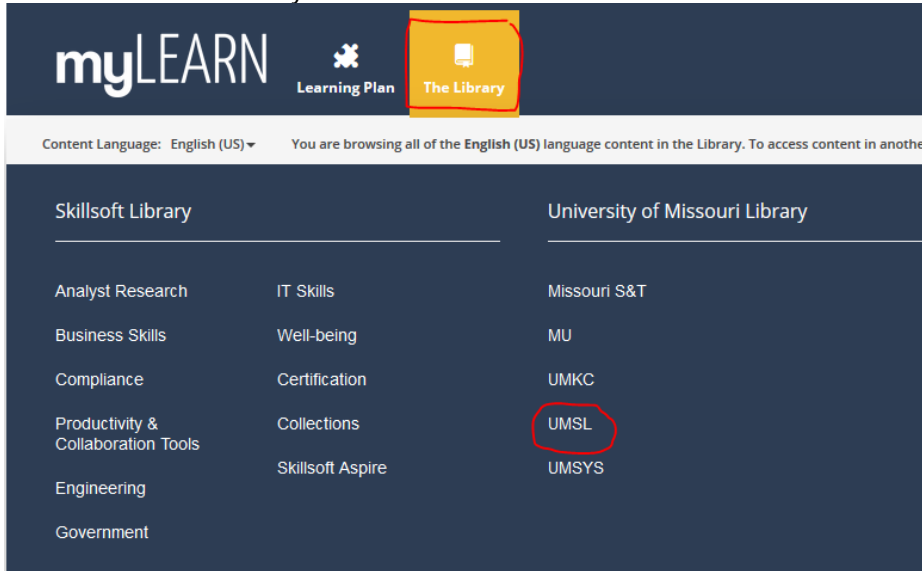 myLEARN
Learning Plan
The Library
Content Language: English (US)
You are browsing all of the English (US) language content in the Library. To access content in anothe
Skillsoft Library
Analyst Research
Business Skills
Compliance
Productivity &
Collaboration Tools
Engineering
Government
IT Skills
Well-being
Certification
Collections
Skillsoft Aspire
University of Missouri Library
Missouri S&T
MU
UMKC
UMSL
UMSYS